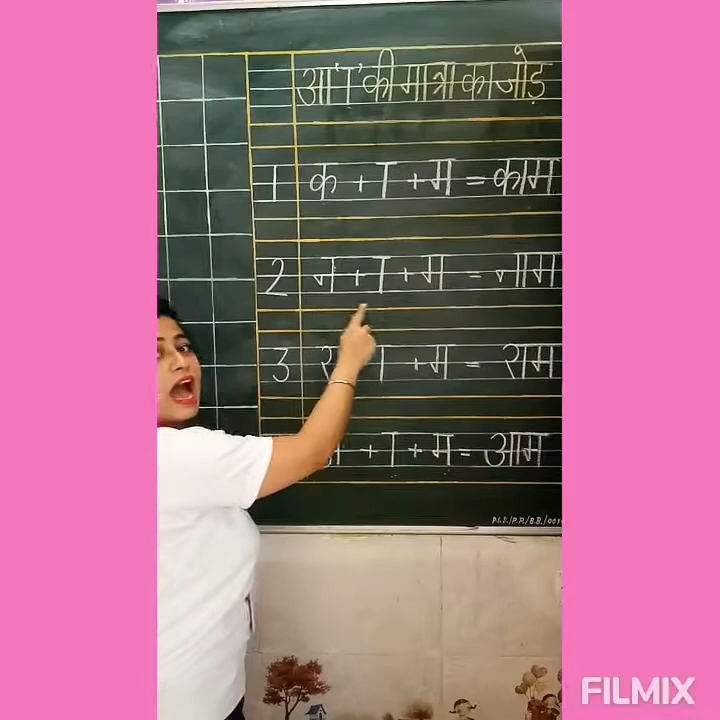 आ 'ा' की मात्रा का जोड़
1 क + ा + म = काम
2 न + ा + म = नाम
3 र ा + म = राम
+ ा + म = आम
P.L.S./P.R/B.B./
FILMIX